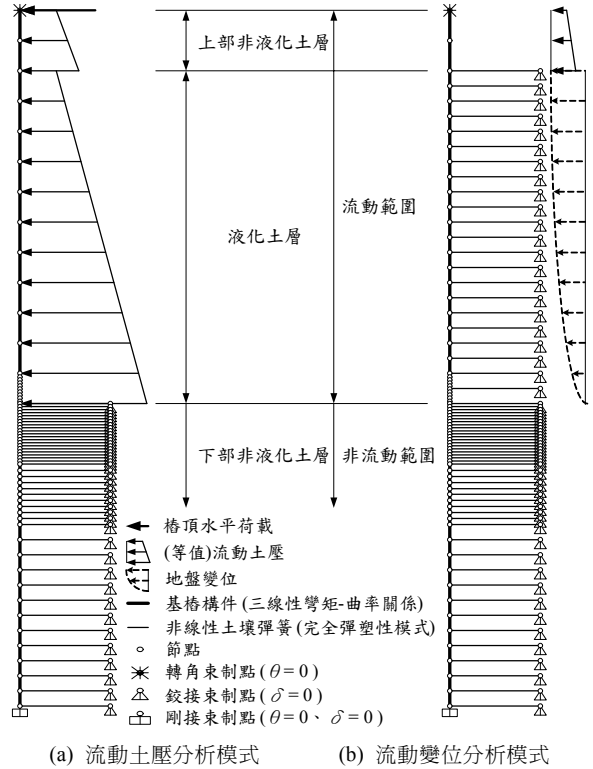 上部非液化土層
流動範圍
液化土層
下部非液化土層 非流動範圍
樁頂水平荷載
(等值)流動土壓
地盤變位
基樁構件 (三線性彎矩-曲率關係)
非線性土壤彈簧 (完全彈塑性模式)
節點
轉角束制點 (θ=0)
鉸接束制點 (δ=0)
剛接束制點 (θ=0、δ=0)
(a) 流動土壓分析模式 (b) 流動變位分析模式